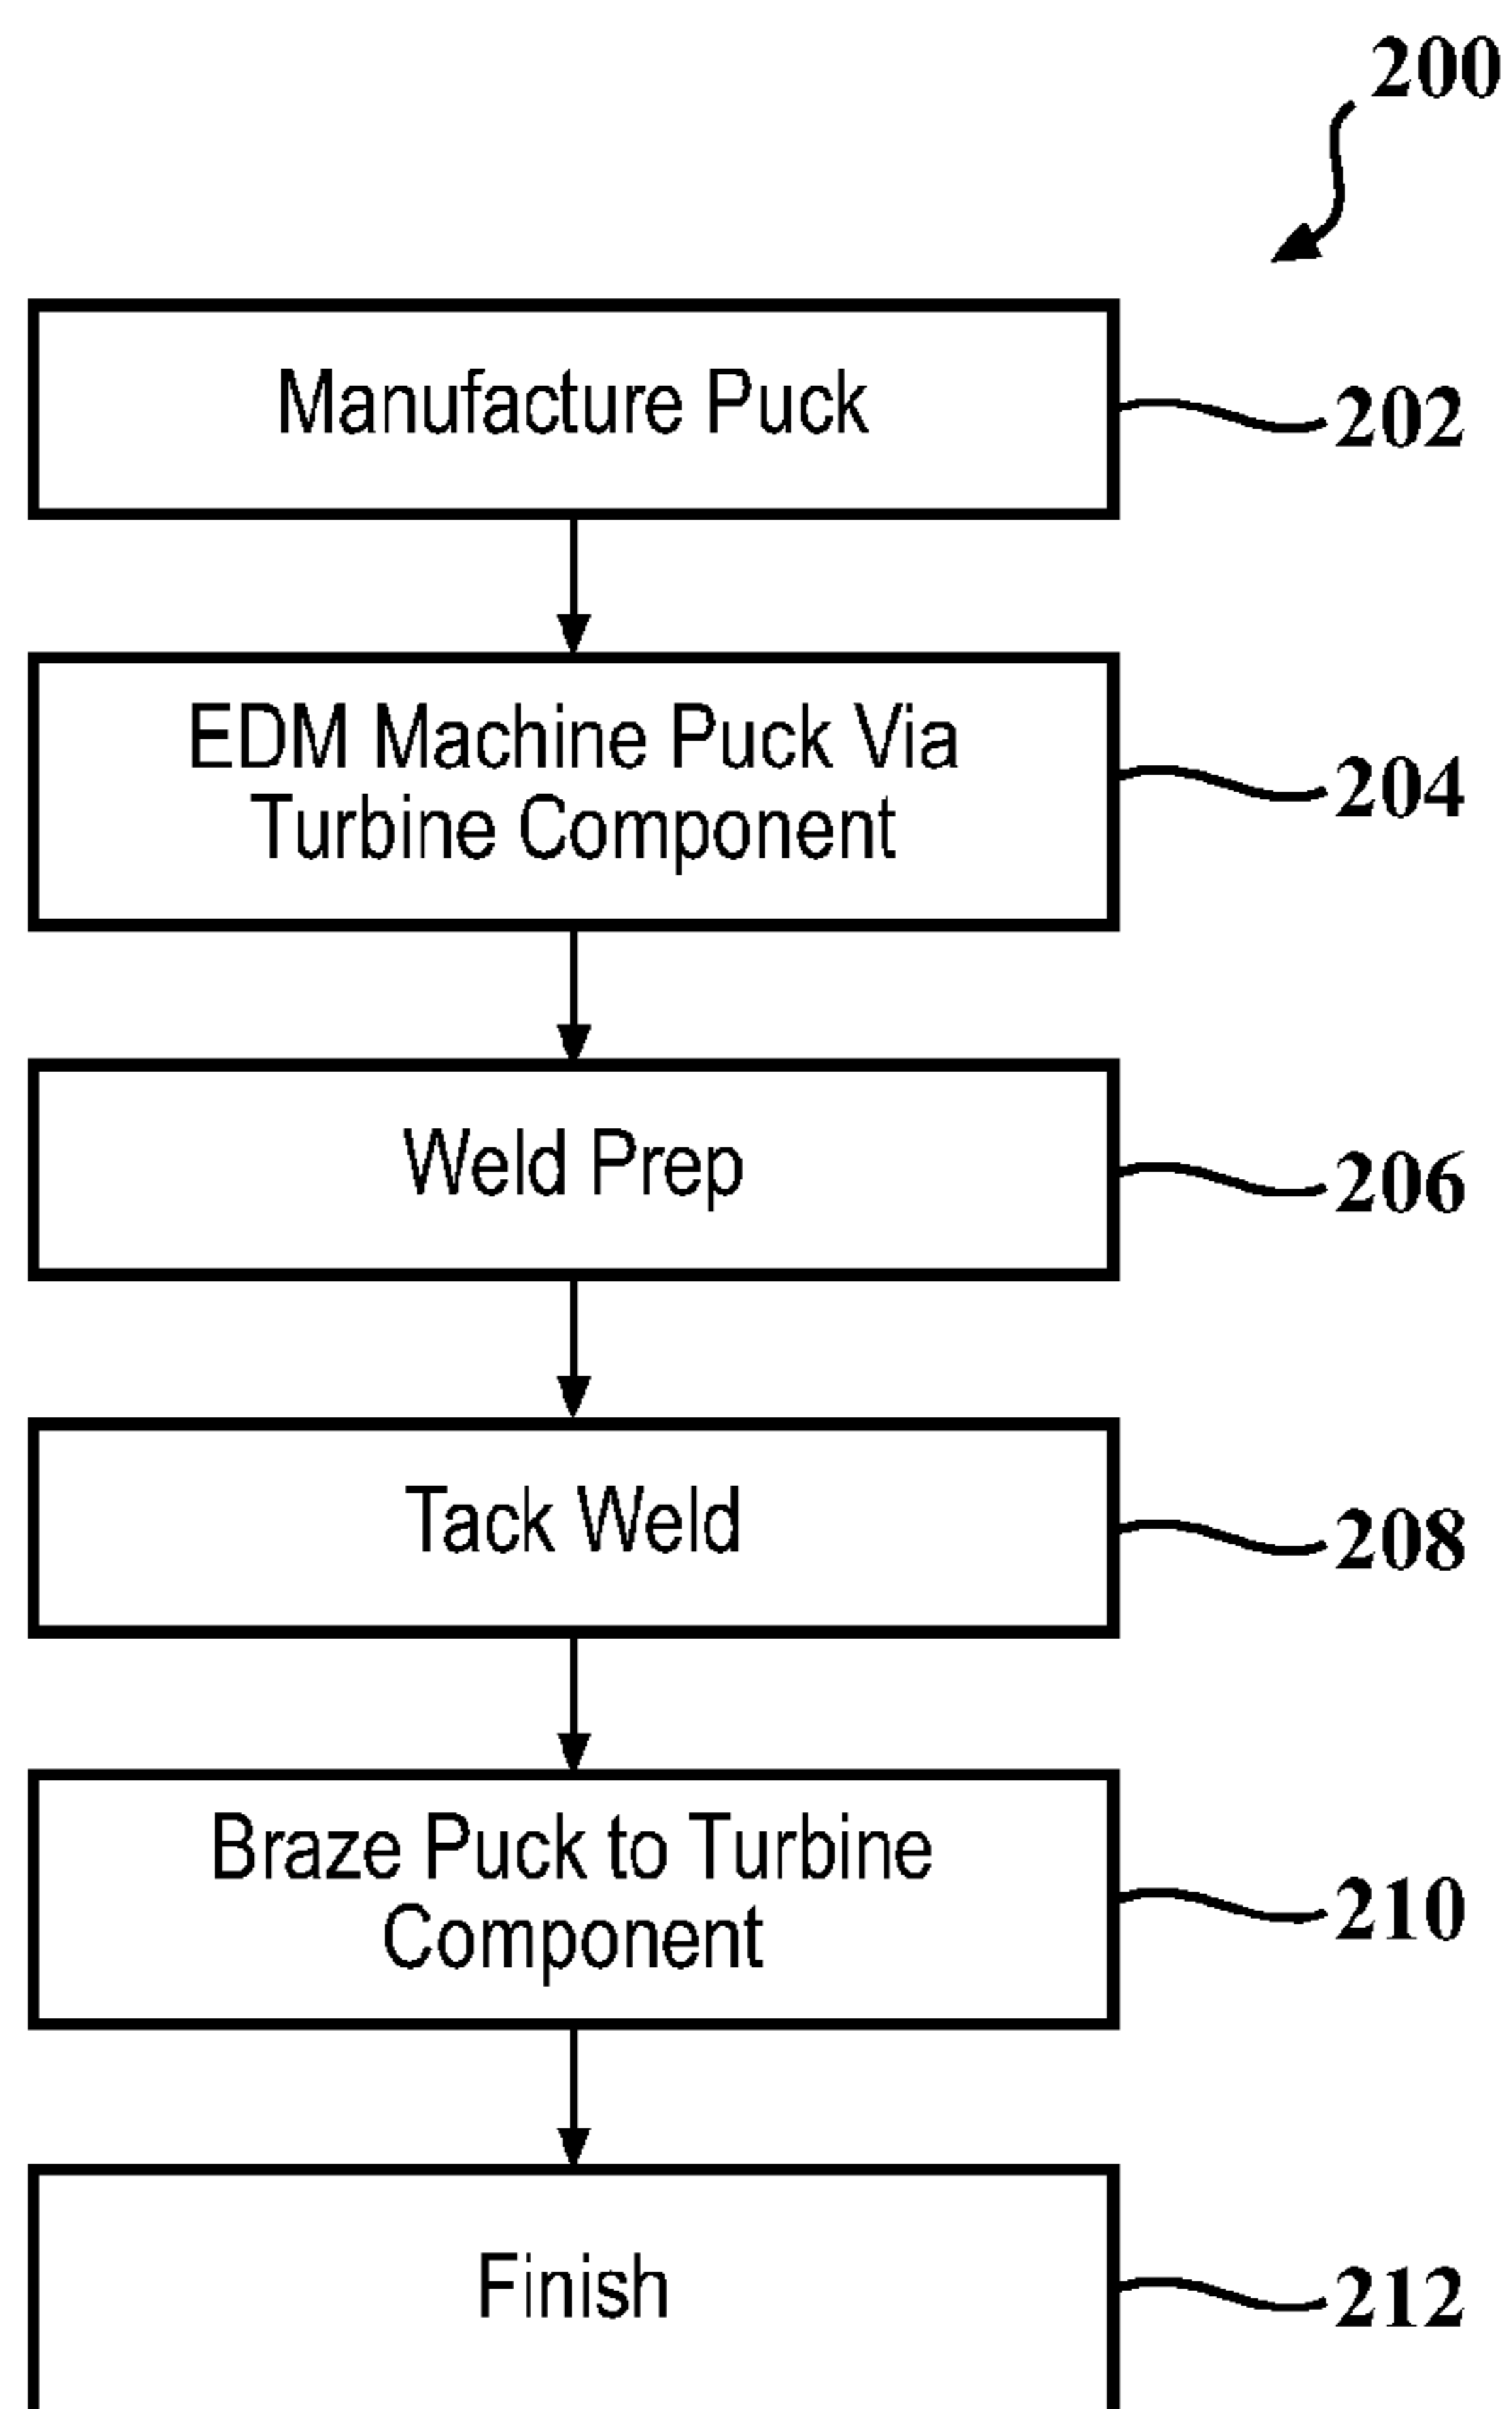 200
Manufacture Puck
202
EDM Machine Puck Via
Turbine Component
204
Weld Prep
206
Tack Weld
208
Braze Puck to Turbine
Component
210
Finish
212